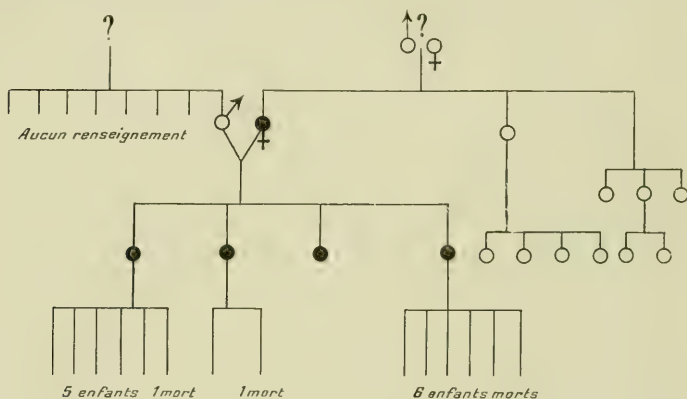 ?
?
Aucun renseignement
5 enfants 1 mort
1 mort
6 enfants morts